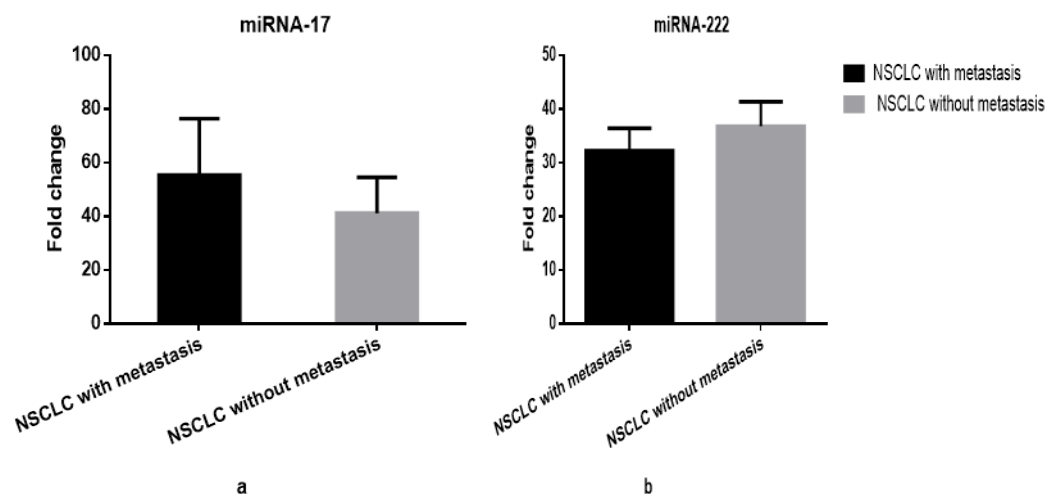 miRNA-17
100
80
60
40
20
0
Fold change
NSCLC with metastasis
NSCLC without metastasis
a
miRNA-222
50
40
30
20
10
0
Fold change
NSCLC with metastasis
NSCLC without metastasis
b
NSCLC with metastasis
NSCLC without metastasis